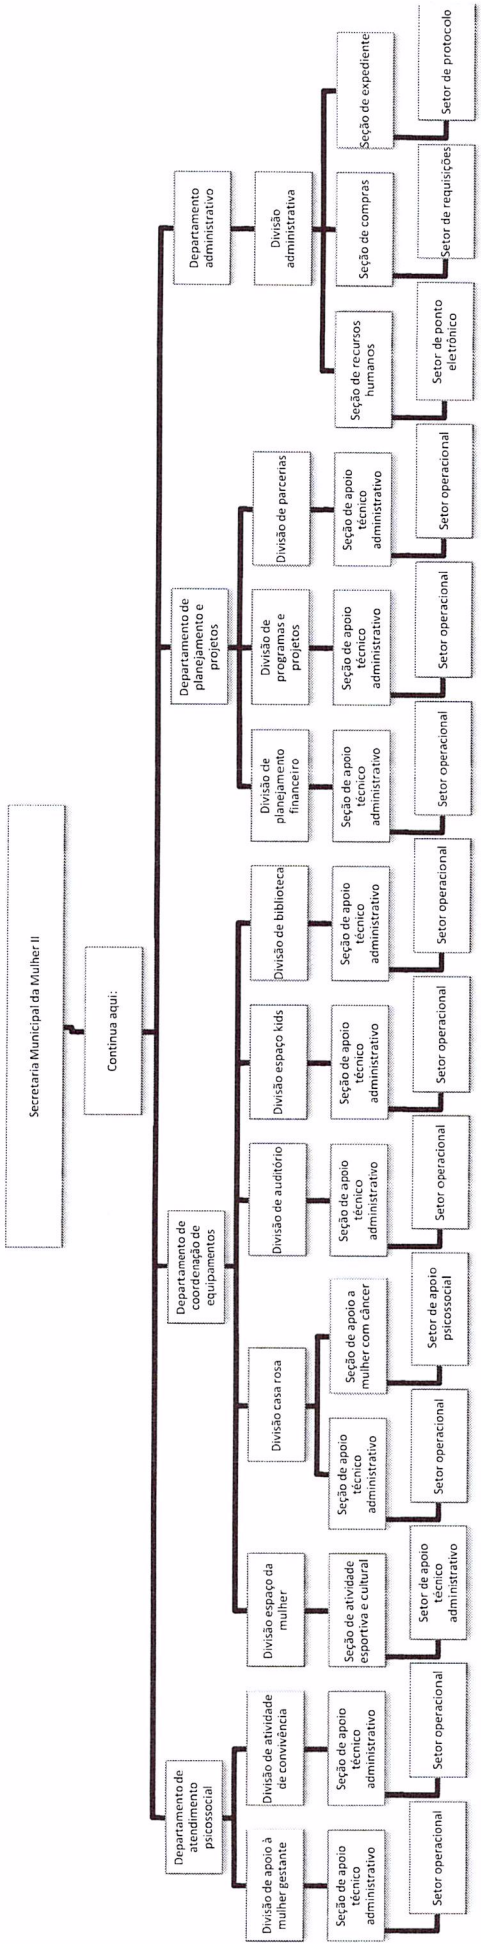 Secretaria Municipal da Mulher II
Continua aqui:
Departamento de
atendimento
psicossocial
Departamento de
coordenação de
equipamentos
Departamento de
planejamento e
projetos
Departamento
administrativo
Divisão de apoio à
mulher gestante
Divisão de atividade
de convivência
Divisão espaço da
mulher
Divisão casa rosa
Divisão de auditório
Divisão espaço kids
Divisão de biblioteca
Divisão de
planejamento
financeiro
Divisão de
programas e
projetos
Divisão de parcerias
Divisão
administrativa
Seção de apoio
técnico
administrativo
Seção de apoio
técnico
administrativo
Seção de atividade
esportiva e cultural
Seção de apoio
técnico
administrativo
Seção de apoio a
mulher com câncer
Seção de apoio
técnico
administrativo
Seção de apoio
técnico
administrativo
Seção de apoio
técnico
administrativo
Seção de apoio
técnico
administrativo
Seção de apoio
técnico
administrativo
Seção de apoio
técnico
administrativo
Seção de recursos
humanos
Seção de compras
Seção de expediente
Setor operacional
Setor operacional
Setor de apoio
técnico
administrativo
Setor operacional
Setor de apoio
psicossocial
Setor operacional
Setor operacional
Setor operacional
Setor operacional
Setor operacional
Setor operacional
Setor de ponto
eletrônico
Setor de requisições
Setor de protocolo